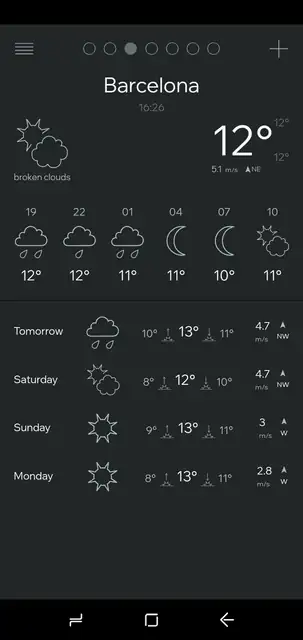 Barcelona
16:26
12° 12°
12°
5.1 m/s NE
broken clouds
19 22 01 04 07 10
12° 12° 11° 11° 10° 11°
Tomorrow 10° 13° 11° 4.7 m/s NW
Saturday 8° 12° 10° 4.7 m/s NW
Sunday 9° 13° 11° 3 m/s W
Monday 8° 13° 11° 2.8 m/s W